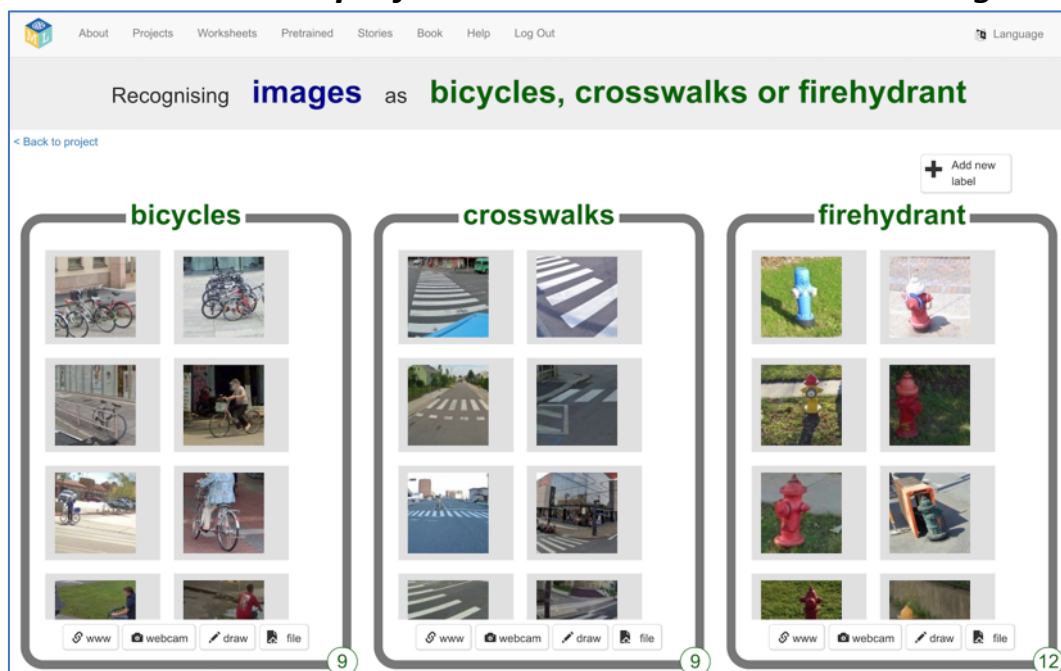 About Projects Worksheets Pretrained Stories Book Help Log Out Language
Recognising images as bicycles, crosswalks or firehydrant
< Back to project
Add new
label
bicycles crosswalks firehydrant
www webcam draw file www webcam draw file www webcam draw file
9 9 12